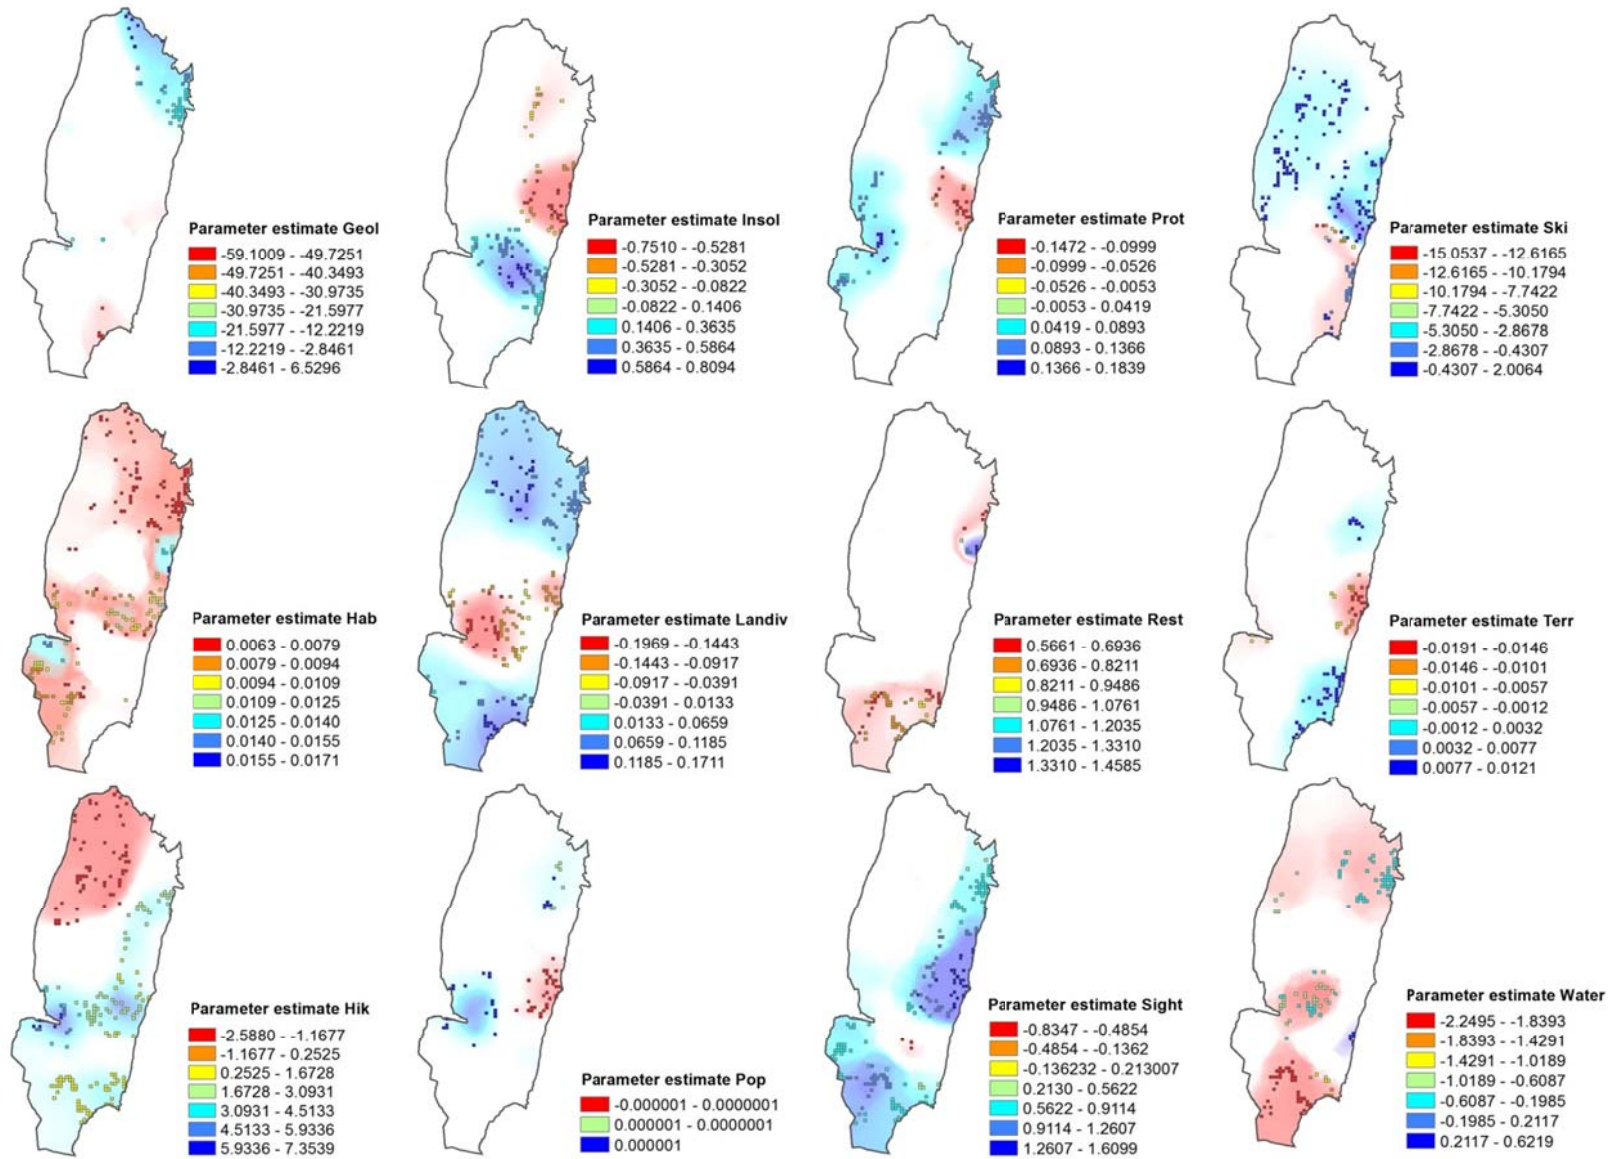 Parameter estimate Geol
-59.1009 - -49.7251
-49.7251 - -40.3493
-40.3493 - -30.9735
-30.9735 - -21.5977
-21.5977 - -12.2219
-12.2219 - -2.8461
-2.8461 - 6.5296
Parameter estimate Insol
-0.7510 - -0.5281
-0.5281 - -0.3052
-0.3052 - -0.0822
-0.0822 - 0.1406
0.1406 - 0.3635
0.3635 - 0.5864
0.5864 - 0.8094
Parameter estimate Prot
-0.1472 - -0.0999
-0.0999 - -0.0526
-0.0526 - -0.0053
-0.0053 - 0.0419
0.0419 - 0.0893
0.0893 - 0.1366
0.1366 - 0.1839
Parameter estimate Ski
-15.0537 - -12.6165
-12.6165 - -10.1794
-10.1794 - -7.7422
-7.7422 - -5.3050
-5.3050 - -2.8678
-2.8678 - -0.4307
-0.4307 - 2.0064
Parameter estimate Hab
0.0063 - 0.0079
0.0079 - 0.0094
0.0094 - 0.0109
0.0109 - 0.0125
0.0125 - 0.0140
0.0140 - 0.0155
0.0155 - 0.0171
Parameter estimate Landiv
-0.1969 - -0.1443
-0.1443 - -0.0917
-0.0917 - -0.0391
-0.0391 - 0.0133
0.0133 - 0.0659
0.0659 - 0.1185
0.1185 - 0.1711
Parameter estimate Rest
0.5661 - 0.6936
0.6936 - 0.8211
0.8211 - 0.9486
0.9486 - 1.0761
1.0761 - 1.2035
1.2035 - 1.3310
1.3310 - 1.4585
Parameter estimate Terr
-0.0191 - -0.0146
-0.0146 - -0.0101
-0.0101 - -0.0057
-0.0057 - -0.0012
-0.0012 - 0.0032
0.0032 - 0.0077
0.0077 - 0.0121
Parameter estimate Hik
-2.5880 - -1.1677
-1.1677 - 0.2525
0.2525 - 1.6728
1.6728 - 3.0931
3.0931 - 4.5133
4.5133 - 5.9336
5.9336 - 7.3539
Parameter estimate Pop
-0.000001 - 0.0000001
0.000001 - 0.0000001
0.000001
Parameter estimate Sight
-0.8347 - -0.4854
-0.4854 - -0.1362
-0.136232 - -0.213007
0.2130 - 0.5622
0.5622 - 0.9114
0.9114 - 1.2607
1.2607 - 1.6099
Parameter estimate Water
-2.2495 - -1.8393
-1.8393 - -1.4291
-1.4291 - -1.0189
-1.0189 - -0.6087
-0.6087 - -0.1985
-0.1985 - 0.2117
0.2117 - 0.6219